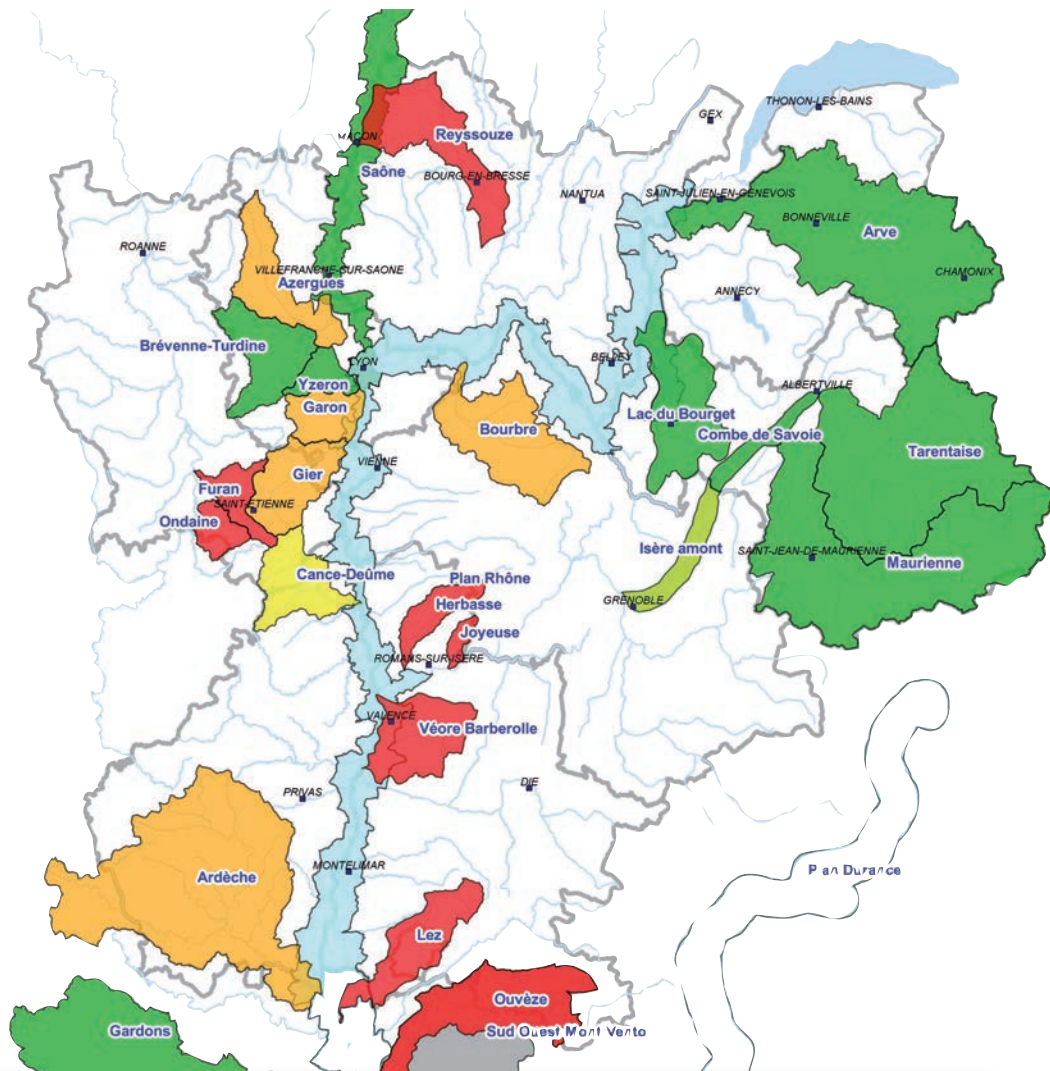 THONON-LES-BAINS
GEX
MACON
Reyssouze
Saône
BOURG-EN-BRESSE
NANTUA
SAINT-JULIEN-EN-GENEVOIS
BONNEVILLE
Arve
ROANNE
VILLEFRANCHE-SUR-SAONE
Azergues
CHAMONIX
ANNECY
Brévenne-Turdine
LYON
BELLEY
Yzeron
ALBERTVILLE
Garon
Lac du Bourget
Bourbre
Combe de Savoie
Tarentaise
VIENNE
Gier
Furan
SAINT-ETIENNE
Ondaine
Isère amont
SAINT-JEAN-DE-MAURIENNE
Maurienne
Cance-Deûme
Plan Rhône
GRENOBLE
Herbasse
Joyeuse
ROMANS-SUR-ISERE
VALENCE
Véore Barberolle
DIE
PRIVAS
MONTELIMAR
Plan Durance
Ardèche
Lez
Ouvèze
Gardons
Sud Ouest Mont Vento